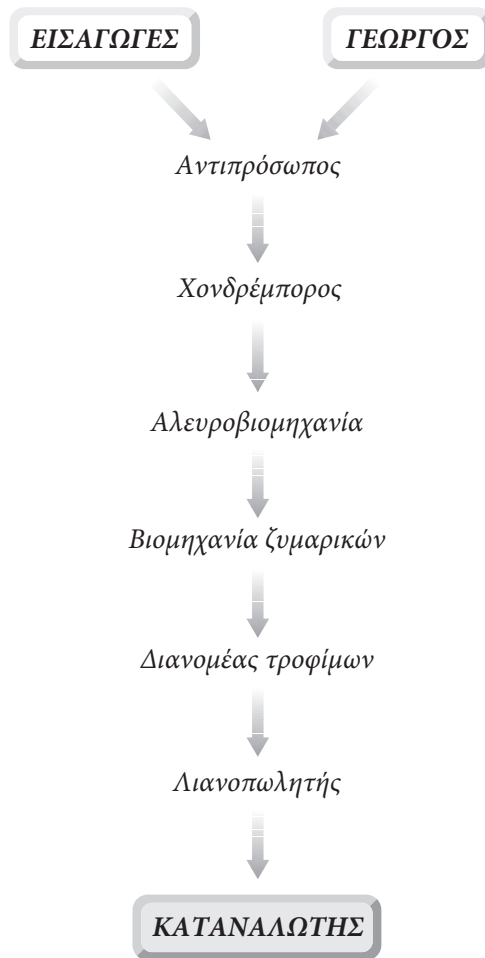 ΕΙΣΑΓΩΓΕΣ ΓΕΩΡΓΟΣ
Αντιπρόσωπος
Χονδρέμπορος
Αλευροβιομηχανία
Βιομηχανία ζυμαρικών
Διανομέας τροφίμων
Λιανοπωλητής
ΚΑΤΑΝΑΛΩΤΗΣ